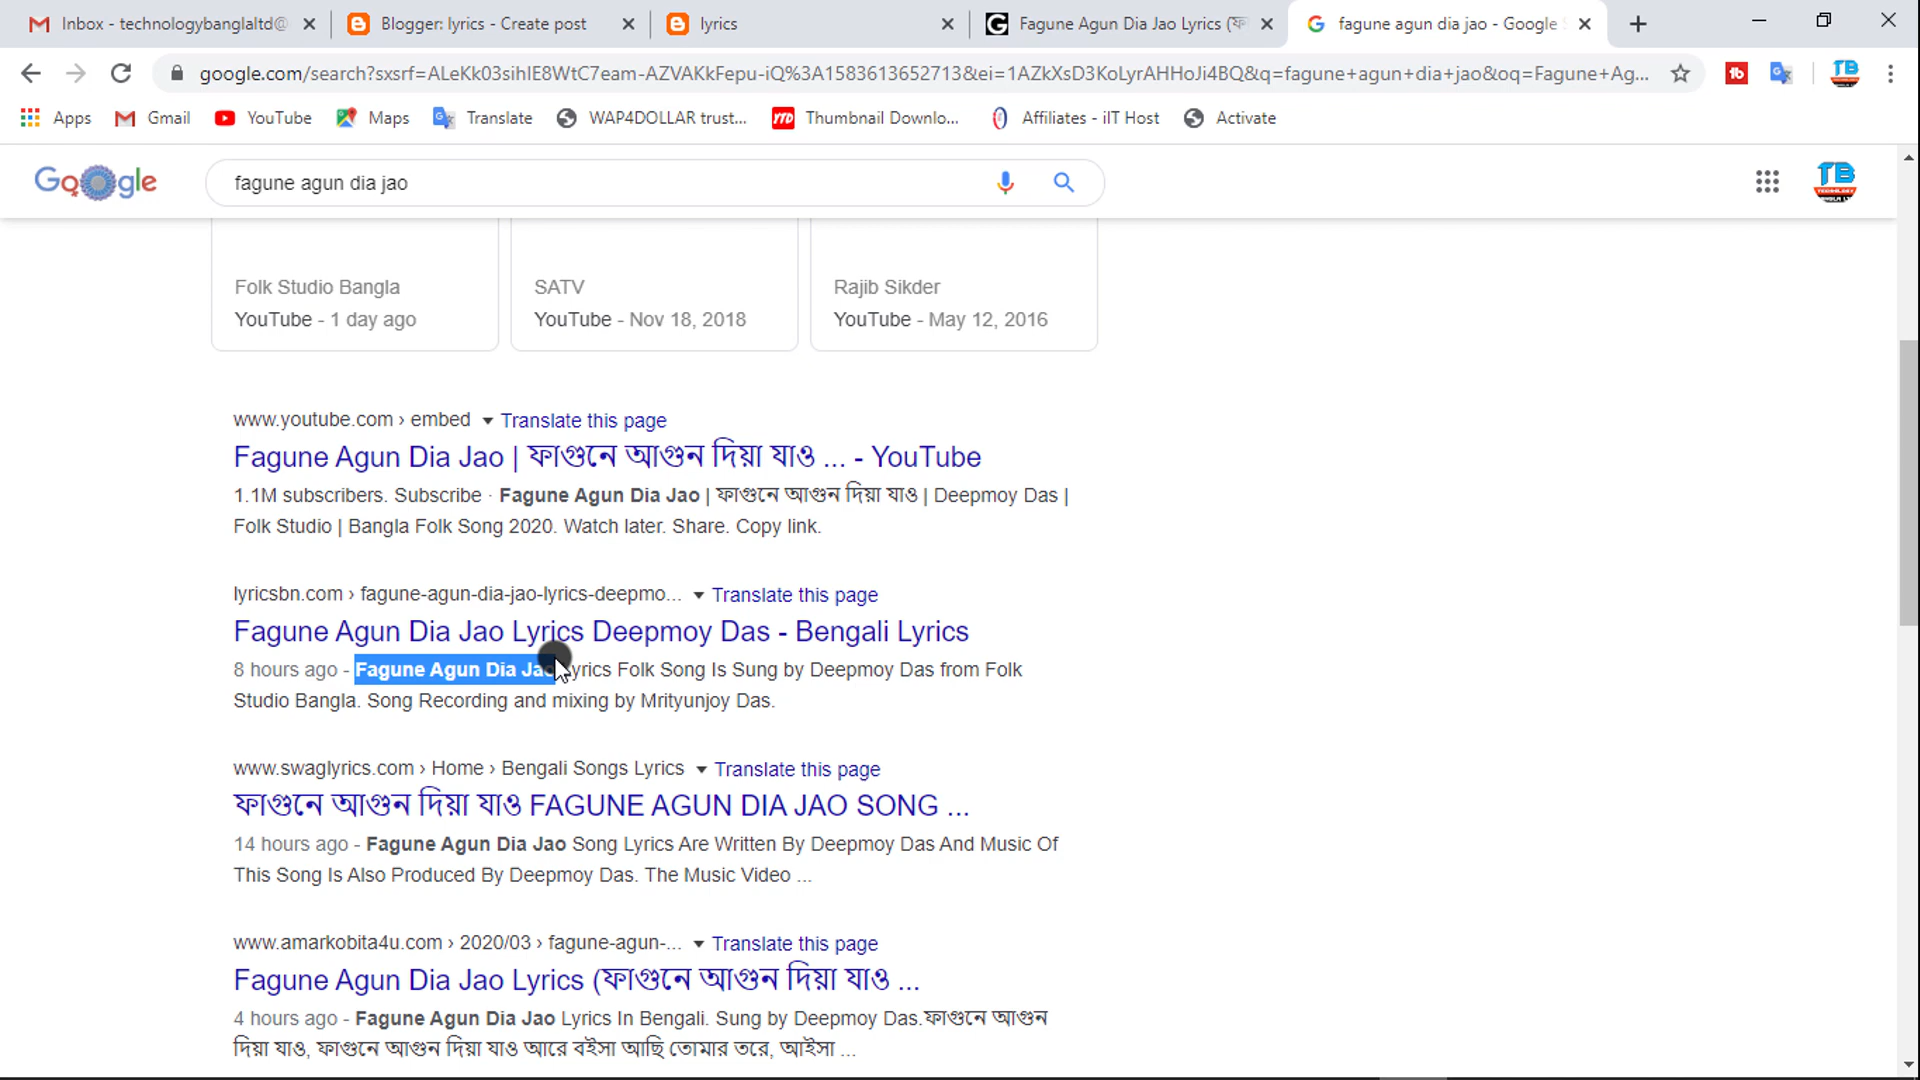 Inbox - technologybanglaltd@
Blogger: lyrics - Create post
lyrics
Fagune Agun Dia Jao Lyrics (
fagune agun dia jao - Google
google.com/search?sxsrf=ALeKk03sihIE8WtC7eam-AZVAKkFepu-iQ%3A1583613652713&ei=1AZkXsD3KoLyrAHHoJi4BQ&q=fagune+agun+dia+jao&oq=Fagune+Ag...
Apps
Gmail
YouTube
Maps
Translate
WAP4DOLLAR trust...
YTD
Thumbnail Downlo...
Affiliates - iIT Host
Activate
Google
fagune agun dia jao
TB
Folk Studio Bangla
YouTube - 1 day ago
SATV
YouTube - Nov 18, 2018
Rajib Sikder
YouTube - May 12, 2016
www.youtube.com › embed
Translate this page
Fagune Agun Dia Jao | ফাগুনে আগুন দিয়া যাও ... - YouTube
1.1M subscribers. Subscribe · Fagune Agun Dia Jao | ফাগুনে আগুন দিয়া যাও | Deepmoy Das |
Folk Studio | Bangla Folk Song 2020. Watch later. Share. Copy link.
lyricsbn.com › fagune-agun-dia-jao-lyrics-deepmo...
Translate this page
Fagune Agun Dia Jao Lyrics Deepmoy Das - Bengali Lyrics
8 hours ago - Fagune Agun Dia Jao Lyrics Folk Song Is Sung by Deepmoy Das from Folk
Studio Bangla. Song Recording and mixing by Mrityunjoy Das.
www.swaglyrics.com › Home › Bengali Songs Lyrics
Translate this page
ফাগুনে আগুন দিয়া যাও FAGUNE AGUN DIA JAO SONG ...
14 hours ago - Fagune Agun Dia Jao Song Lyrics Are Written By Deepmoy Das And Music Of
This Song Is Also Produced By Deepmoy Das. The Music Video ...
www.amarkobita4u.com › 2020/03 › fagune-agun-...
Translate this page
Fagune Agun Dia Jao Lyrics (ফাগুনে আগুন দিয়া যাও ...
4 hours ago - Fagune Agun Dia Jao Lyrics In Bengali. Sung by Deepmoy Das.ফাগুনে আগুন
দিয়া যাও, ফাগুনে আগুন দিয়া যাও আরে বইসা আছি তোমার তরে, আইসা ...